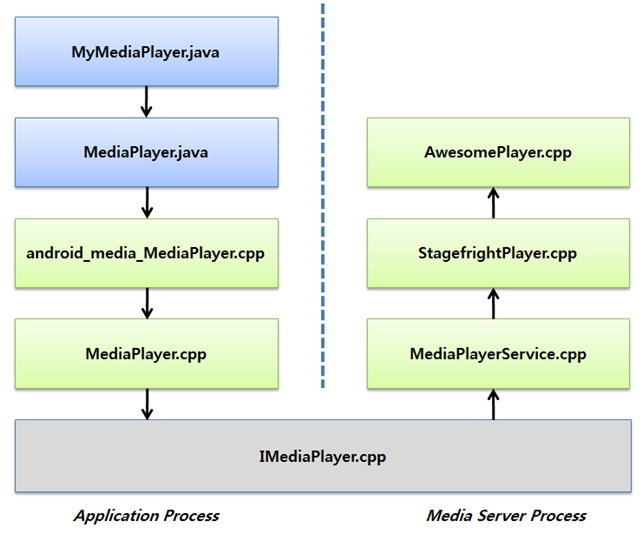 MyMediaPlayer.java
MediaPlayer.java
AwesomePlayer.cpp
android_media_MediaPlayer.cpp
StagefrightPlayer.cpp
MediaPlayer.cpp
MediaPlayerService.cpp
IMediaPlayer.cpp
Application Process
Media Server Process